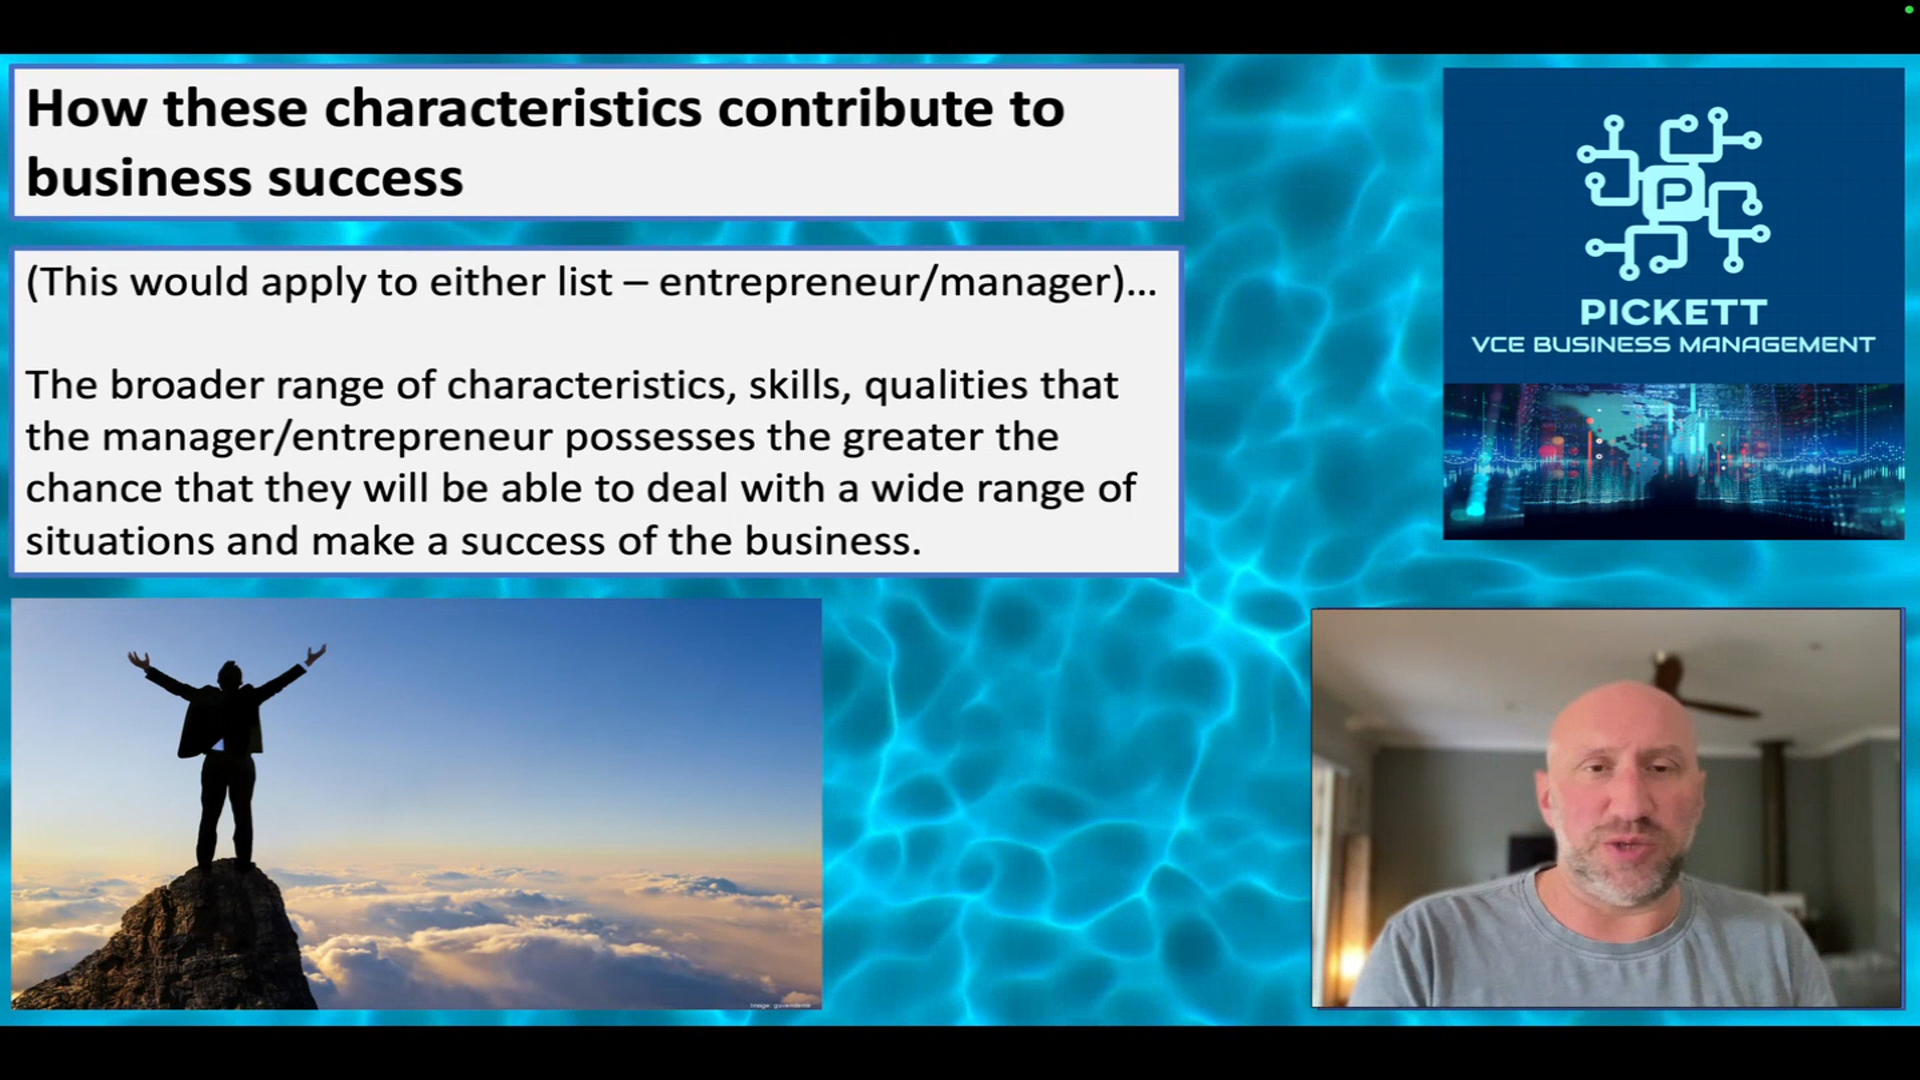 How these characteristics contribute to
business success
(This would apply to either list – entrepreneur/manager)...
The broader range of characteristics, skills, qualities that
the manager/entrepreneur possesses the greater the
chance that they will be able to deal with a wide range of
situations and make a success of the business.
P
PICKETT
VCE BUSINESS MANAGEMENT